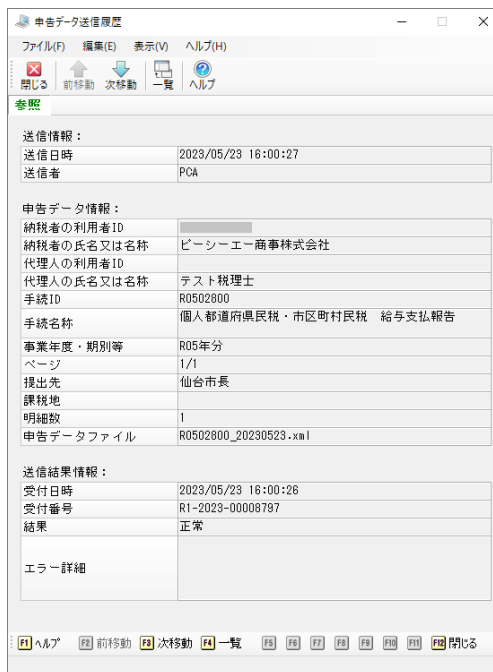 申告データ送信履歴
ファイル(F) 編集(E) 表示(V) ヘルプ(H)
閉じる 前移動 次移動 一覧 ヘルプ
参照
送信情報：
送信日時 2023/05/23 16:00:27
送信者 PCA
申告データ情報：
納税者の利用者ID
納税者の氏名又は名称 ピーシーエー商事株式会社
代理人の利用者ID
代理人の氏名又は名称 テスト税理士
手続ID R0502800
手続名称 個人都道府県民税・市区町村民税 給与支払報告
事業年度・期別等 R05年分
ページ 1/1
提出先 仙台市長
課税地
明細数 1
申告データファイル R0502800_20230523.xml
送信結果情報：
受付日時 2023/05/23 16:00:26
受付番号 R1-2023-00008797
結果 正常
エラー詳細
F1 ヘルプ F2 前移動 F3 次移動 F4 一覧 F5 F6 F7 F8 F9 F10 F11 F12 閉じる